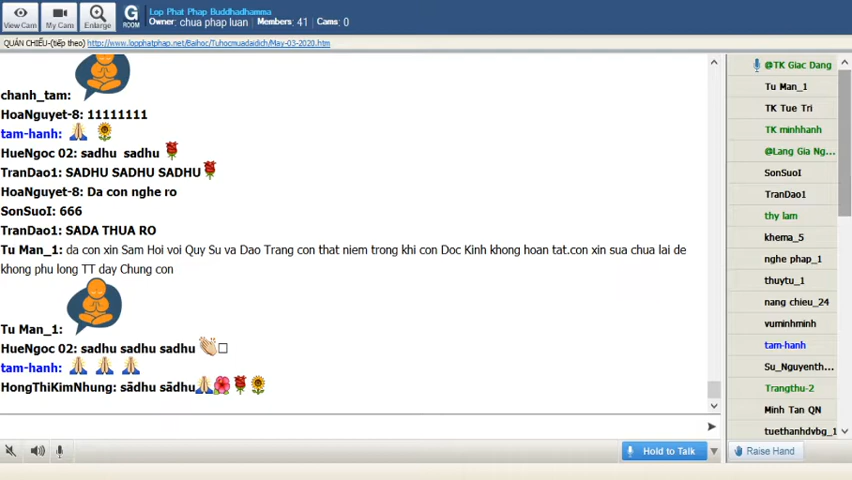 View Cam
My Cam
Enlarge
G
ROOM
Lop Phat Phap Buddhadhamma
Owner: chua phap luan Members: 41 Cams: 0
QUÁN CHIẾU-(tiếp theo) http://www.lopphatphap.net/Baihoc/Tuhocmuadaidich/May-03-2020.htm
chanh_tam:
HoaNguyet-8: 11111111
tam-hanh:
HueNgoc 02: sadhu sadhu
TranDao1: SADHU SADHU SADHU
HoaNguyet-8: Da con nghe ro
SonSuoI: 666
TranDao1: SADA THUA RO
Tu Man_1: da con xin Sam Hoi voi Quy Su va Dao Trang con that niem trong khi con Doc Kinh khong hoan tat.con xin sua chua lai de
khong phu long TT day Chung con
Tu Man_1:
HueNgoc 02: sadhu sadhu sadhu
tam-hanh:
HongThiKimNhung: sādhu sādhu
@TK Giac Dang
Tu Man_1
TK Tue Tri
TK minhhanh
@Lang Gia Ng...
SonSuoI
TranDao1
thy lam
khema_5
nghe phap_1
thuytu_1
nang chieu_24
vuminhminh
tam-hanh
Su_Nguyenth...
Trangthu-2
Minh Tan QN
tuethanhdvbg_1
Hold to Talk
Raise Hand